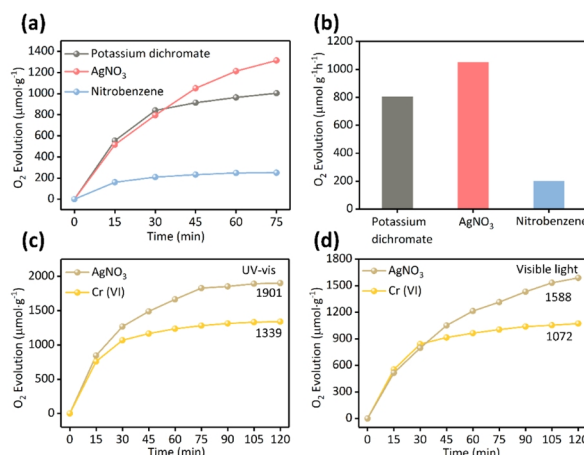 (a)
1400
1200
1000
800
600
400
200
0
O₂ Evolution (μmol·g⁻¹)
Potassium dichromate
AgNO₃
Nitrobenzene
0 15 30 45 60 75
Time (min)
(b)
1200
1000
800
600
400
200
0
O₂ Evolution (μmol g⁻¹h⁻¹)
Potassium
dichromate
AgNO₃
Nitrobenzene
(c)
2000
1500
1000
500
0
O₂ Evolution (μmol·g⁻¹)
AgNO₃
Cr (VI)
UV-vis
1901
1339
0 15 30 45 60 75 90 105 120
Time (min)
(d)
1800
1500
1200
900
600
300
0
O₂ Evolution (μmol·g⁻¹)
AgNO₃
Cr (VI)
Visible light
1588
1072
0 15 30 45 60 75 90 105 120
Time (min)